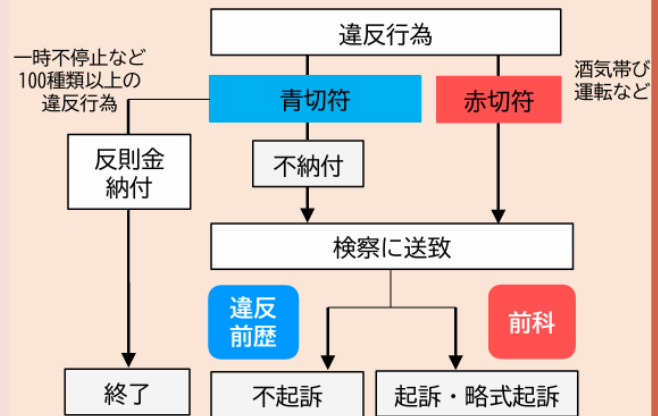 違反行為
一時不停止など
100種類以上の
違反行為
青切符
赤切符
酒気帯び
運転など
反則金
納付
不納付
検察に送致
違反
前歴
前科
終了
不起訴
起訴・略式起訴